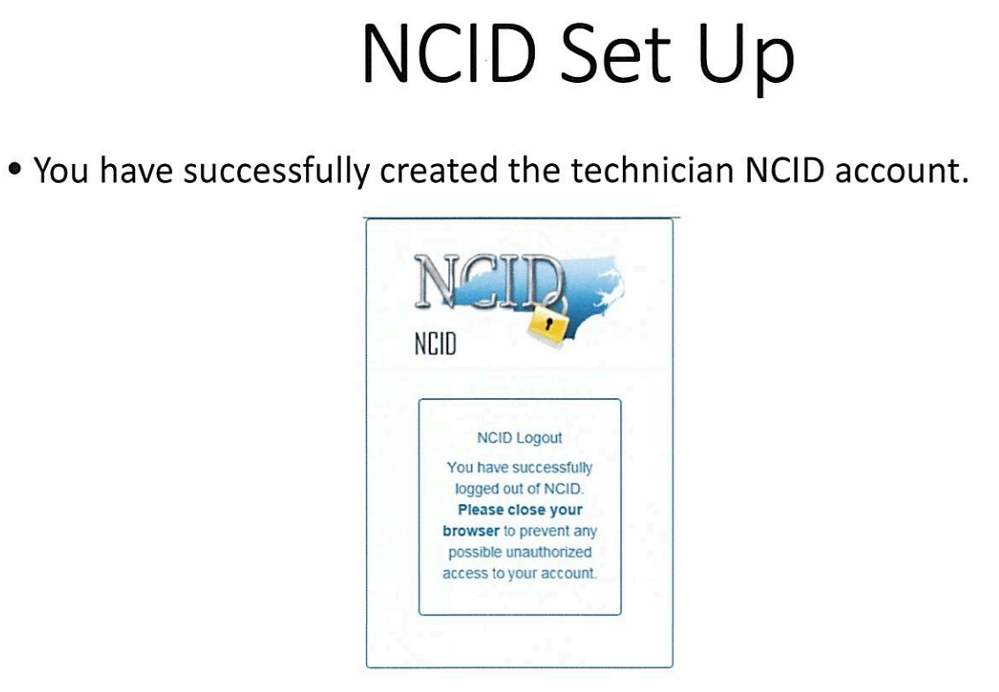 NCID Set Up
• You have successfully created the technician NCID account.
NCID
NCID
NCID Logout
You have successfully
logged out of NCID.
Please close your
browser to prevent any
possible unauthorized
access to your account.